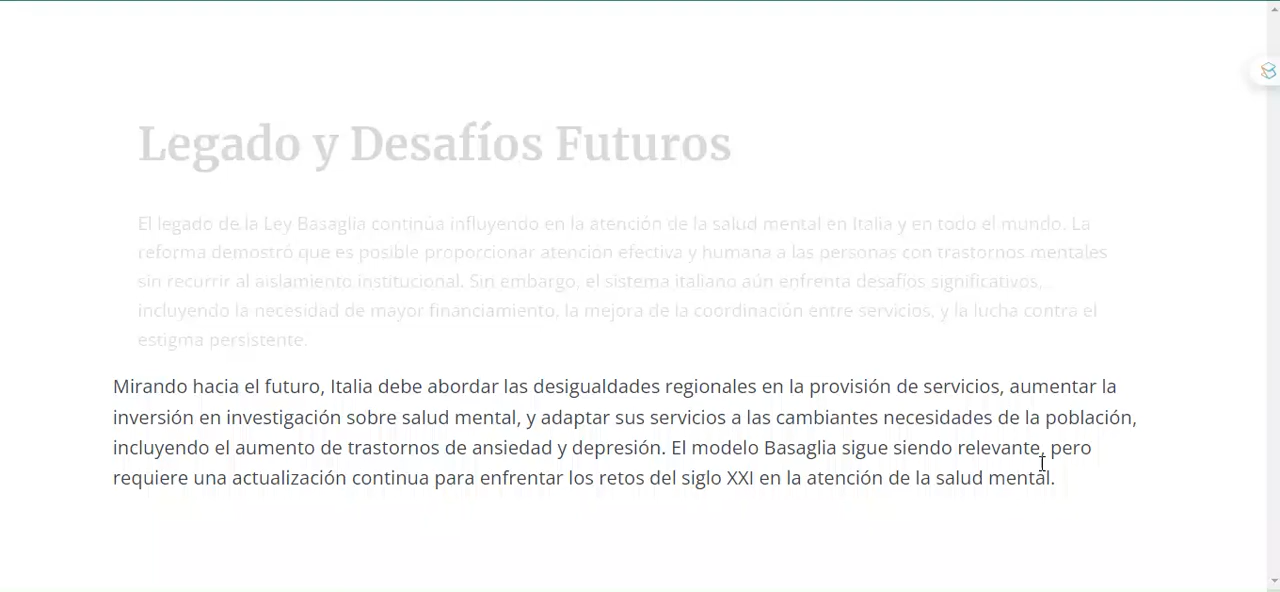 Legado y Desafíos Futuros
El legado de la Ley Basaglia continúa influyendo en la atención de la salud mental en Italia y en todo el mundo. La
reforma demostró que es posible proporcionar atención efectiva y humana a las personas con trastornos mentales
sin recurrir al aislamiento institucional. Sin embargo, el sistema italiano aún enfrenta desafíos significativos,
incluyendo la necesidad de mayor financiamiento, la mejora de la coordinación entre servicios, y la lucha contra el
estigma persistente.
Mirando hacia el futuro, Italia debe abordar las desigualdades regionales en la provisión de servicios, aumentar la
inversión en investigación sobre salud mental, y adaptar sus servicios a las cambiantes necesidades de la población,
incluyendo el aumento de trastornos de ansiedad y depresión. El modelo Basaglia sigue siendo relevante, pero
requiere una actualización continua para enfrentar los retos del siglo XXI en la atención de la salud mental.